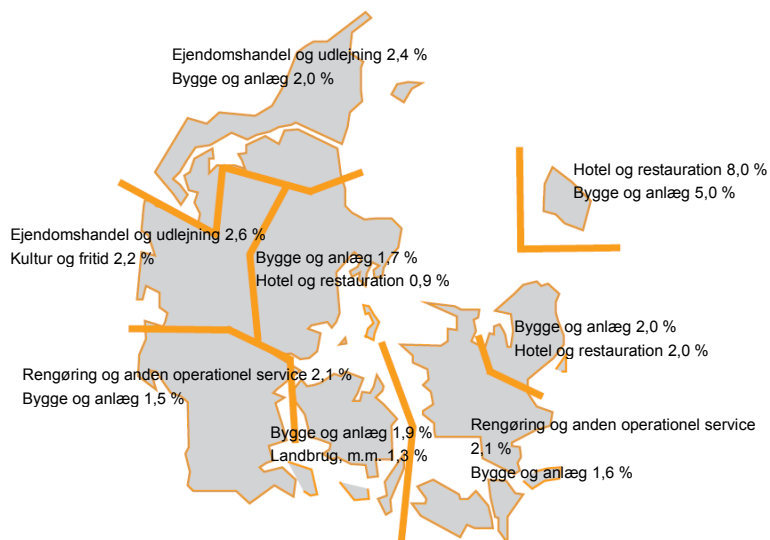 Ejendomshandel og udlejning 2,4 %
Bygge og anlæg 2,0 %
Hotel og restauration 8,0 %
Bygge og anlæg 5,0 %
Ejendomshandel og udlejning 2,6 %
Kultur og fritid 2,2 %
Bygge og anlæg 1,7 %
Hotel og restauration 0,9 %
Bygge og anlæg 2,0 %
Hotel og restauration 2,0 %
Rengøring og anden operationel service 2,1 %
Bygge og anlæg 1,5 %
Bygge og anlæg 1,9 %
Landbrug, m.m. 1,3 %
Rengøring og anden operationel service
2,1 %
Bygge og anlæg 1,6 %